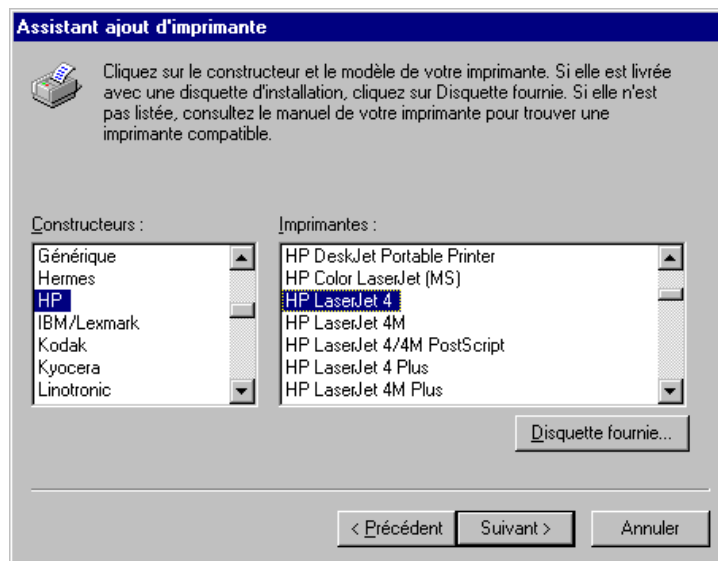 Assistant ajout d'imprimante
Cliquez sur le constructeur et le modèle de votre imprimante. Si elle est livrée
avec une disquette d'installation, cliquez sur Disquette fournie. Si elle n'est
pas listée, consultez le manuel de votre imprimante pour trouver une
imprimante compatible.
Constructeurs :
Générique
Hermes
HP
IBM/Lexmark
Kodak
Kyocera
Linotronic
Imprimantes :
HP DeskJet Portable Printer
HP Color LaserJet (MS)
HP LaserJet 4
HP LaserJet 4M
HP LaserJet 4/4M PostScript
HP LaserJet 4 Plus
HP LaserJet 4M Plus
Disquette fournie...
< Précédent
Suivant >
Annuler